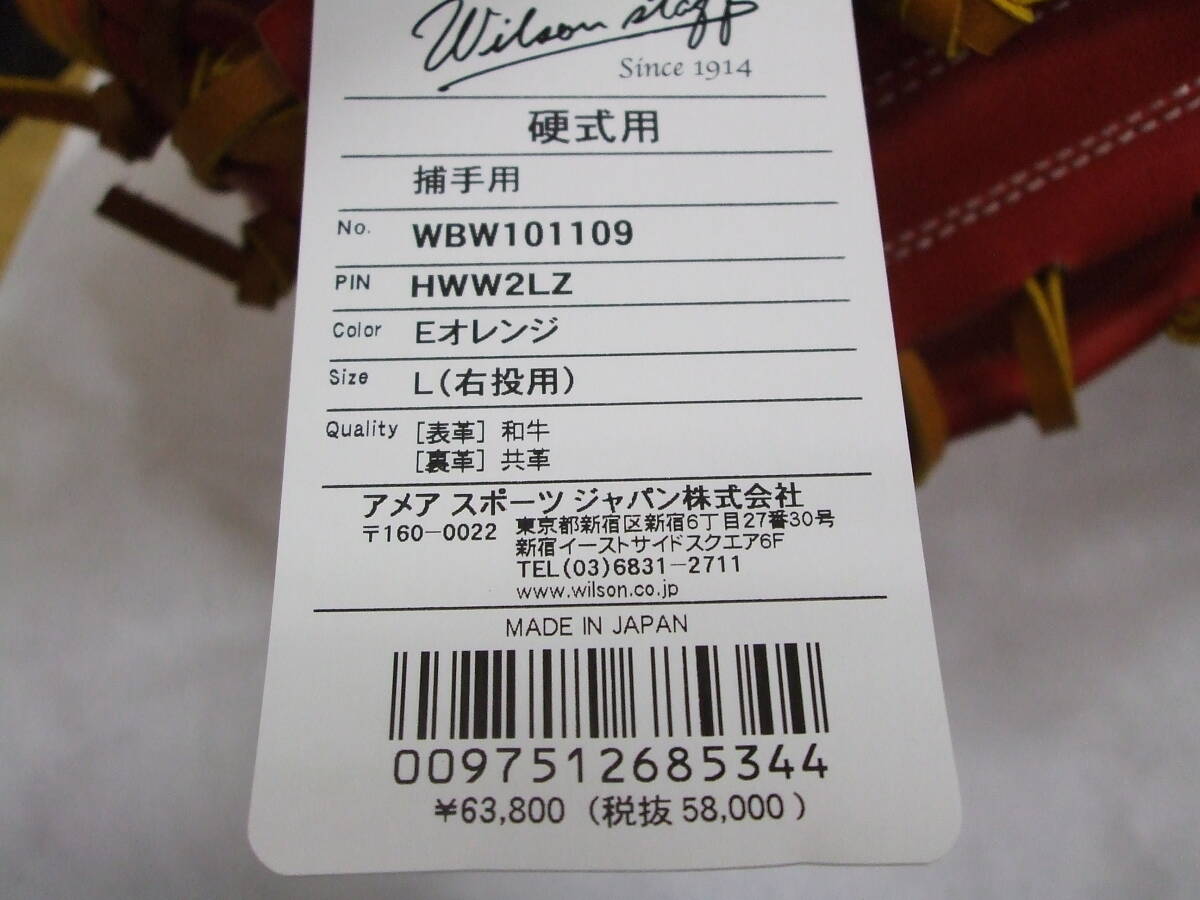 Wilson staff
Since 1914
硬式用
捕手用
No. WBW101109
PIN HWW2LZ
Color Eオレンジ
Size L(右投用)
Quality [表革] 和牛
[裏革] 共革
アメア スポーツ ジャパン株式会社
〒160-0022 東京都新宿区新宿6丁目27番30号
新宿イーストサイドスクエア6F
TEL(03)6831-2711
www.wilson.co.jp
MADE IN JAPAN
0097512685344
¥63,800 (税抜 58,000)